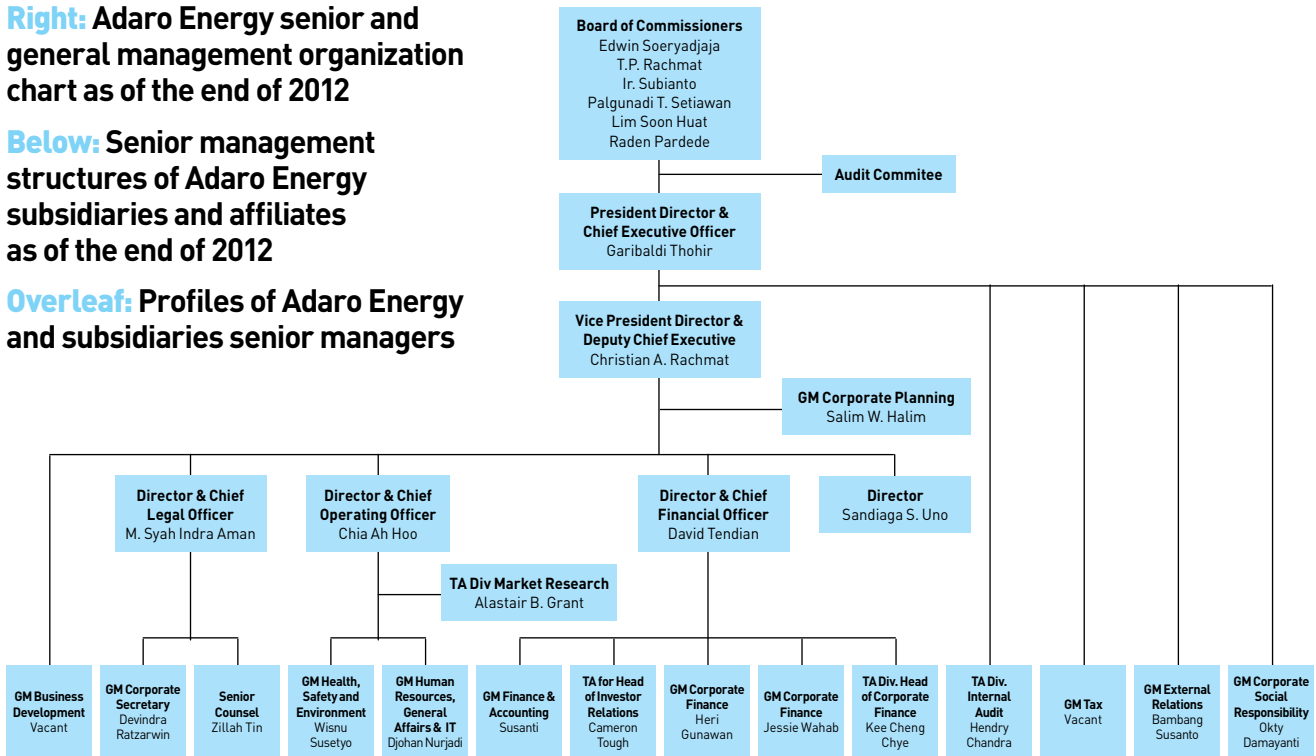 Right: Adaro Energy senior and
general management organization
chart as of the end of 2012
Below: Senior management
structures of Adaro Energy
subsidiaries and affiliates
as of the end of 2012
Overleaf: Profiles of Adaro Energy
and subsidiaries senior managers
Board of Commissioners
Edwin Soeryadjaja
T.P. Rachmat
Ir. Subianto
Palgunadi T. Setiawan
Lim Soon Huat
Raden Pardede
Audit Commitee
President Director &
Chief Executive Officer
Garibaldi Thohir
Vice President Director &
Deputy Chief Executive
Christian A. Rachmat
GM Corporate Planning
Salim W. Halim
Director & Chief
Legal Officer
M. Syah Indra Aman
Director & Chief
Operating Officer
Chia Ah Hoo
Director & Chief
Financial Officer
David Tendian
Director
Sandiaga S. Uno
TA Div Market Research
Alastair B. Grant
GM Business
Development
Vacant
GM Corporate
Secretary
Devindra
Ratzarwin
Senior
Counsel
Zillah Tin
GM Health,
Safety and
Environment
Wisnu
Susetyo
GM Human
Resources,
General
Affairs & IT
Djohan Nurjadi
GM Finance &
Accounting
Susanti
TA for Head
of Investor
Relations
Cameron
Tough
GM Corporate
Finance
Heri
Gunawan
GM Corporate
Finance
Jessie Wahab
TA Div. Head
of Corporate
Finance
Kee Cheng
Chye
TA Div.
Internal
Audit
Hendry
Chandra
GM Tax
Vacant
GM External
Relations
Bambang
Susanto
GM Corporate
Social
Responsibility
Okty
Damayanti